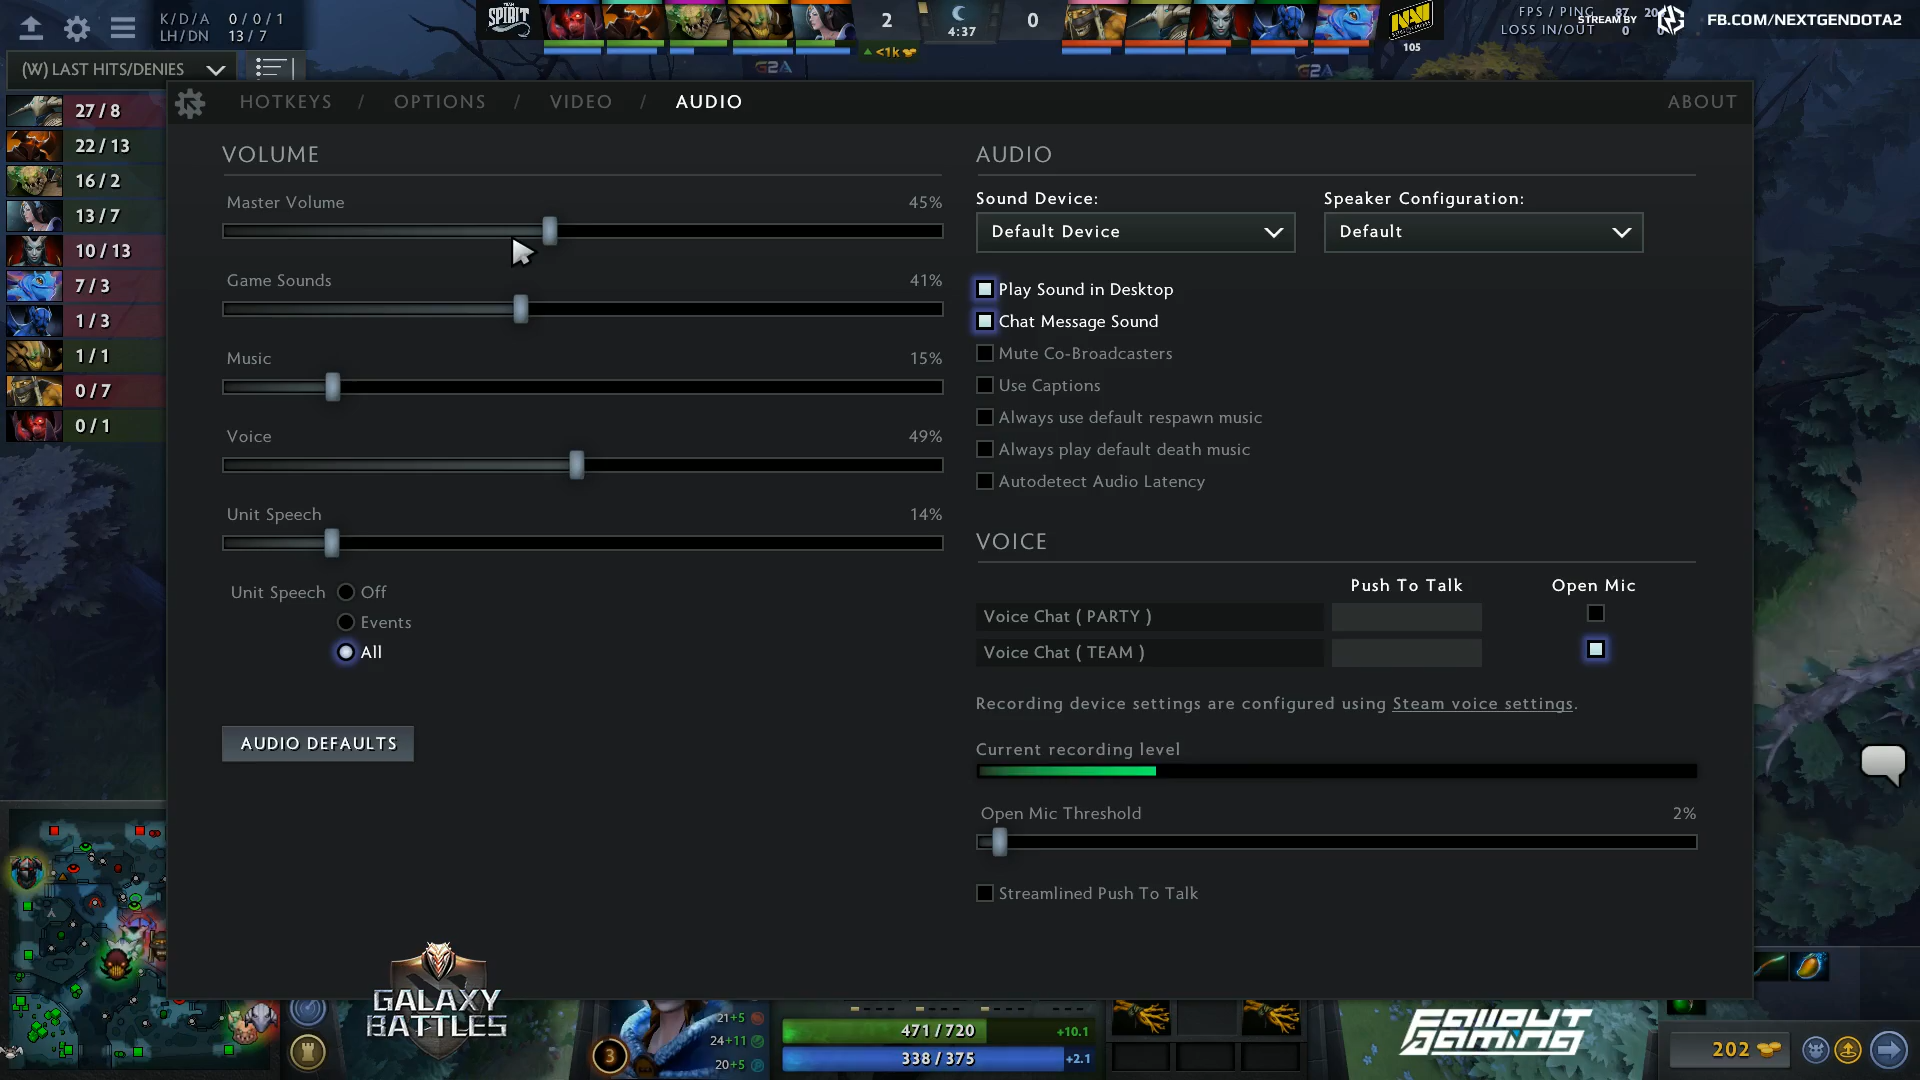 K/D/A 0/0/1
LH/DN 13/7
TEAM SPIRIT
2
4:37
0
<1k
NAVI
105
FPS / PING 87
LOSS IN/OUT 0
STREAM BY
FB.COM/NEXTGENDOTA2
(W) LAST HITS/DENIES
G2A
G2A
27 / 8
22 / 13
16 / 2
13 / 7
10 / 13
7 / 3
1 / 3
1 / 1
0 / 7
0 / 1
HOTKEYS / OPTIONS / VIDEO / AUDIO
ABOUT
VOLUME
Master Volume 45%
Game Sounds 41%
Music 15%
Voice 49%
Unit Speech 14%
Unit Speech Off
Events
All
AUDIO DEFAULTS
AUDIO
Sound Device: Speaker Configuration:
Default Device Default
Play Sound in Desktop
Chat Message Sound
Mute Co-Broadcasters
Use Captions
Always use default respawn music
Always play default death music
Autodetect Audio Latency
VOICE
Push To Talk Open Mic
Voice Chat ( PARTY )
Voice Chat ( TEAM )
Recording device settings are configured using Steam voice settings.
Current recording level
Open Mic Threshold 2%
Streamlined Push To Talk
GALAXY
BATTLES
3
21+5
24+11
20+5
471 / 720 +10.1
338 / 375 +2.1
FALLOUT
GAMING
202